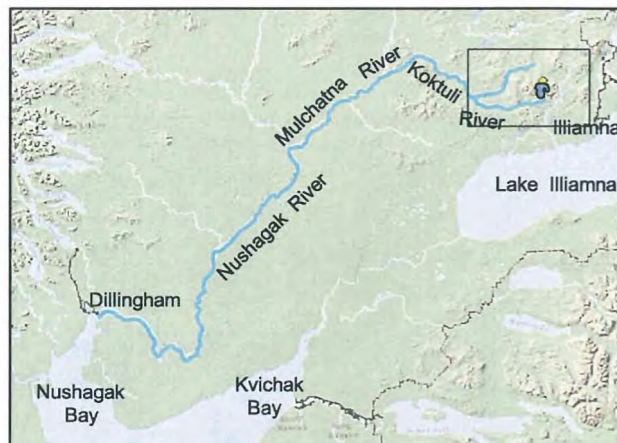 Mulchatna River
Koktuli
River
Illiamna
Lake Illiamna
Nushagak River
Dillingham
Nushagak
Bay
Kvichak
Bay